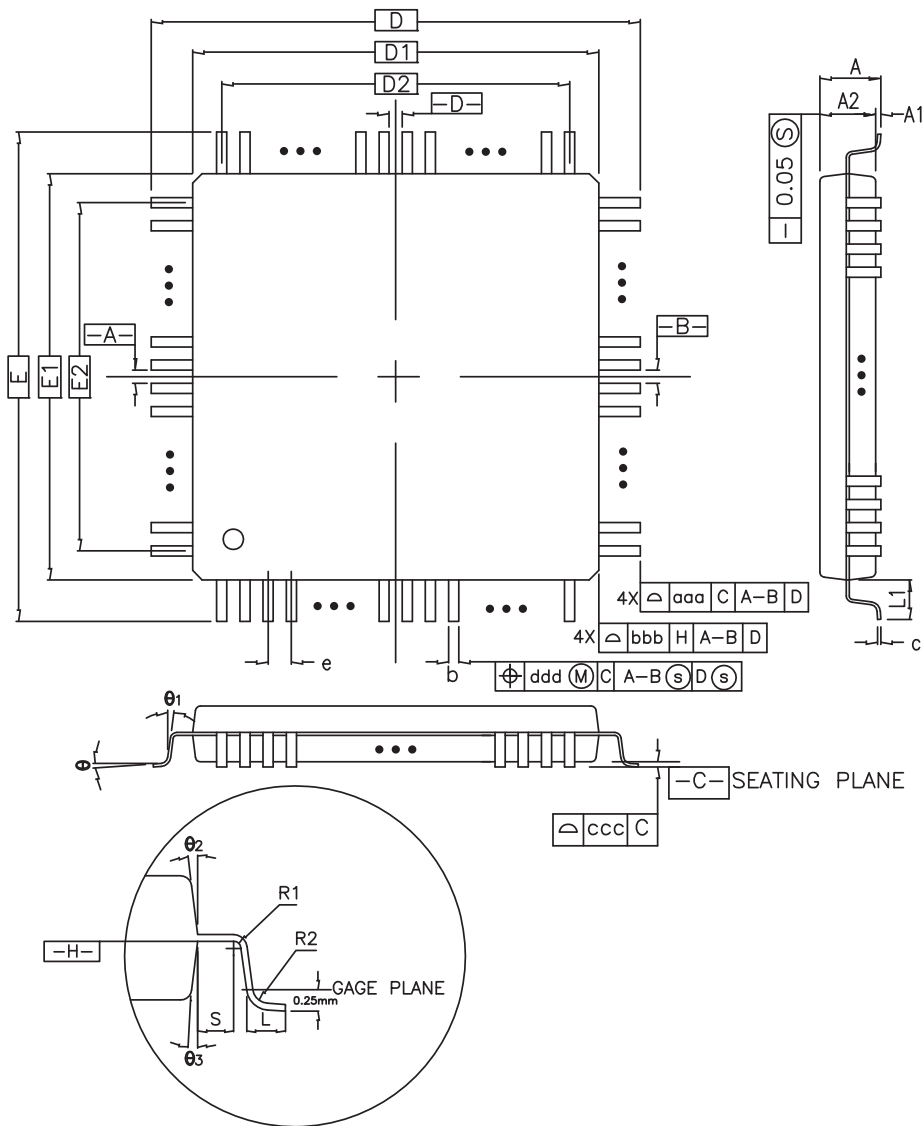 D
D1
D2
-D-
A
A2
A1
- 0.05 Ⓢ
E
E1
E2
-A-
-B-
4X ⌓ aaa C A-B D
4X ⌓ bbb H A-B D
⌖ ddd Ⓜ C A-B ⓢ D ⓢ
e
b
L1
c
θ1
θ
-C- SEATING PLANE
⌓ ccc C
θ2
R1
-H-
R2
GAGE PLANE
0.25mm
S
L
θ3